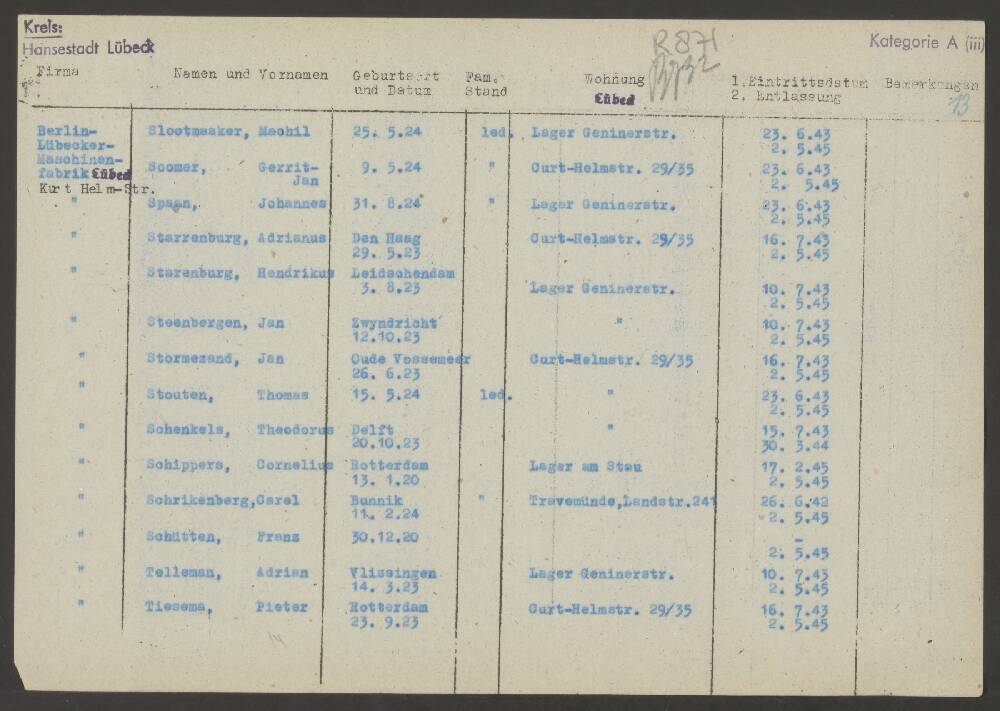 Kreis:
Hansestadt Lübeck
Kategorie A (iii)
R 871
Firma Namen und Vornamen Geburtsort und Datum Fam. Stand Wohnung Lübeck 1. Eintrittsdatum 2. Entlassung Bemerkungen
13
Berlin- Slootmaaker, Machil 25. 5.24 led. Lager Geninerstr. 23. 6.43
Lübecker- 2. 5.45
Maschinen-
fabrik Lübeck Soomer, Gerrit-Jan 9. 5.24 " Curt-Helmstr. 29/35 23. 6.43
2. 5.45
Kurt Helm-Str.
" Spaan, Johannes 31. 8.24 " Lager Geninerstr. 23. 6.43
2. 5.45
" Starrenburg, Adrianus Den Haag Curt-Helmstr. 29/35 16. 7.43
29. 5.23 2. 5.45
" Starenburg, Hendrikus Leidschendam
3. 8.23 Lager Geninerstr. 10. 7.43
2. 5.45
" Steenbergen, Jan Zwyndricht " 10. 7.43
12.10.23 2. 5.45
" Stormezand, Jan Oude Vossemeer Curt-Helmstr. 29/35 16. 7.43
26. 6.23 2. 5.45
" Stouten, Thomas 15. 5.24 led. " 23. 6.43
2. 5.45
" Schenkels, Theodorus Delft " 15. 7.43
20.10.23 30. 3.44
" Schippers, Cornelius Rotterdam Lager am Stau 17. 2.45
13. 1.20 2. 5.45
" Schrikenberg, Carel Bunnik " Travemünde, Landstr. 241 26. 6.42
11. 2.24 2. 5.45
" Schütten, Frans 30.12.20 -
2. 5.45
" Telleman, Adrian Vlissingen Lager Geninerstr. 10. 7.43
14. 3.23 2. 5.45
" Tiesema, Pieter Rotterdam Curt-Helmstr. 29/35 16. 7.43
23. 9.23 2. 5.45